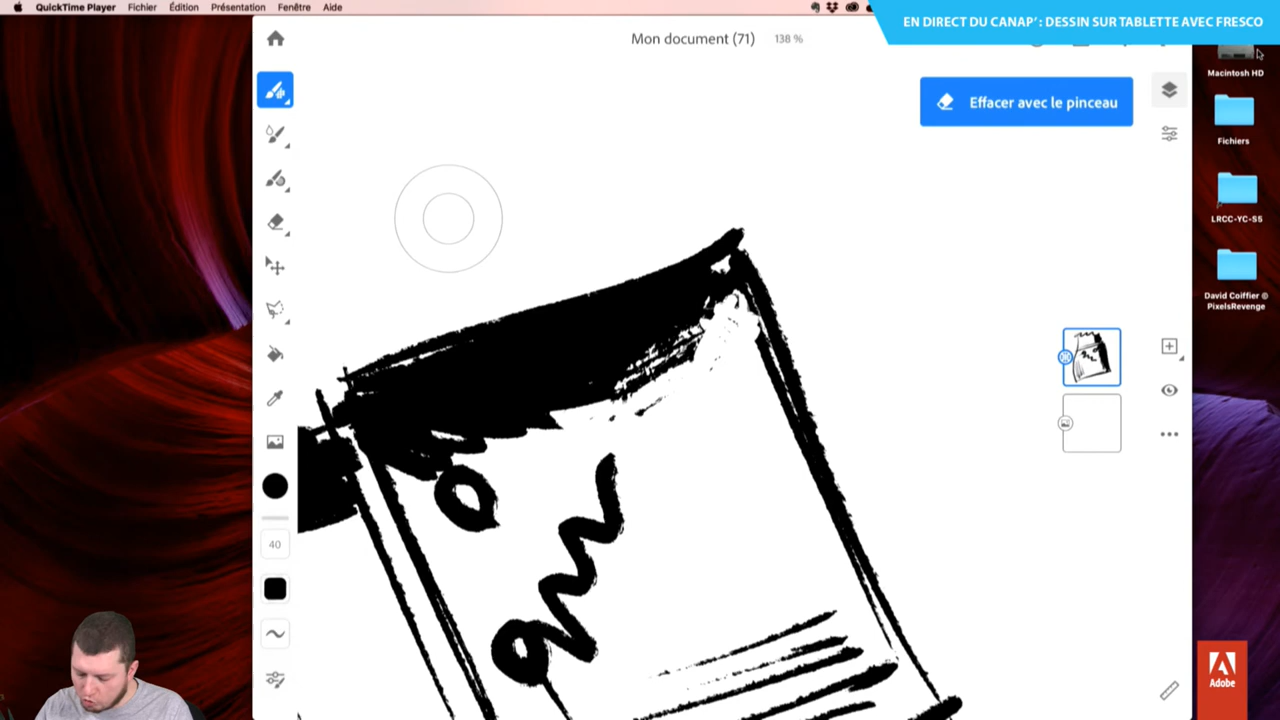 QuickTime Player Fichier Édition Présentation Fenêtre Aide
EN DIRECT DU CANAP' : DESSIN SUR TABLETTE AVEC FRESCO
Mon document (71) 138 %
Macintosh HD
Effacer avec le pinceau
Fichiers
LRCC-YC-S5
David Coiffier ©
PixelsRevenge
40
Adobe